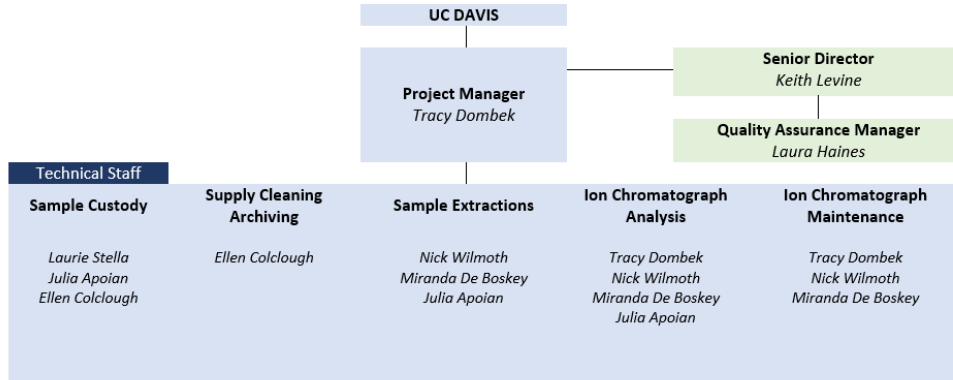 UC DAVIS
Project Manager
Tracy Dombek
Senior Director
Keith Levine
Quality Assurance Manager
Laura Haines
Technical Staff
Sample Custody
Laurie Stella
Julia Apoian
Ellen Colclough
Supply Cleaning
Archiving
Ellen Colclough
Sample Extractions
Nick Wilmoth
Miranda De Boskey
Julia Apoian
Ion Chromatograph
Analysis
Tracy Dombek
Nick Wilmoth
Miranda De Boskey
Julia Apoian
Ion Chromatograph
Maintenance
Tracy Dombek
Nick Wilmoth
Miranda De Boskey